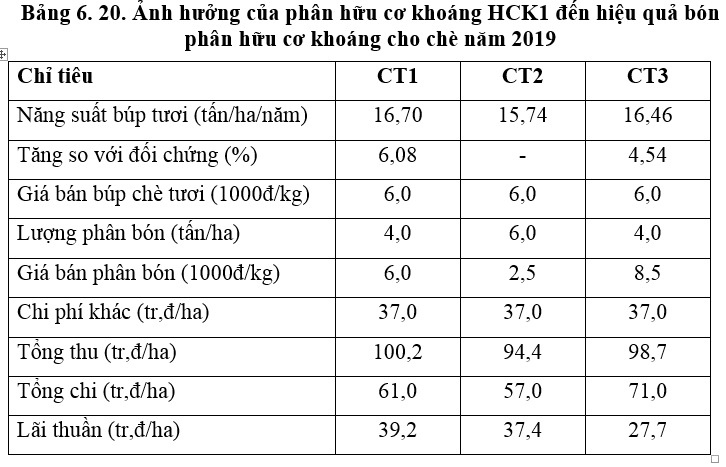 Bảng 6. 20. Ảnh hưởng của phân hữu cơ khoáng HCK1 đến hiệu quả bón
phân hữu cơ khoáng cho chè năm 2019
Chỉ tiêu CT1 CT2 CT3
Năng suất búp tươi (tấn/ha/năm) 16,70 15,74 16,46
Tăng so với đối chứng (%) 6,08 - 4,54
Giá bán búp chè tươi (1000đ/kg) 6,0 6,0 6,0
Lượng phân bón (tấn/ha) 4,0 6,0 4,0
Giá bán phân bón (1000đ/kg) 6,0 2,5 8,5
Chi phí khác (tr,đ/ha) 37,0 37,0 37,0
Tổng thu (tr,đ/ha) 100,2 94,4 98,7
Tổng chi (tr,đ/ha) 61,0 57,0 71,0
Lãi thuần (tr,đ/ha) 39,2 37,4 27,7